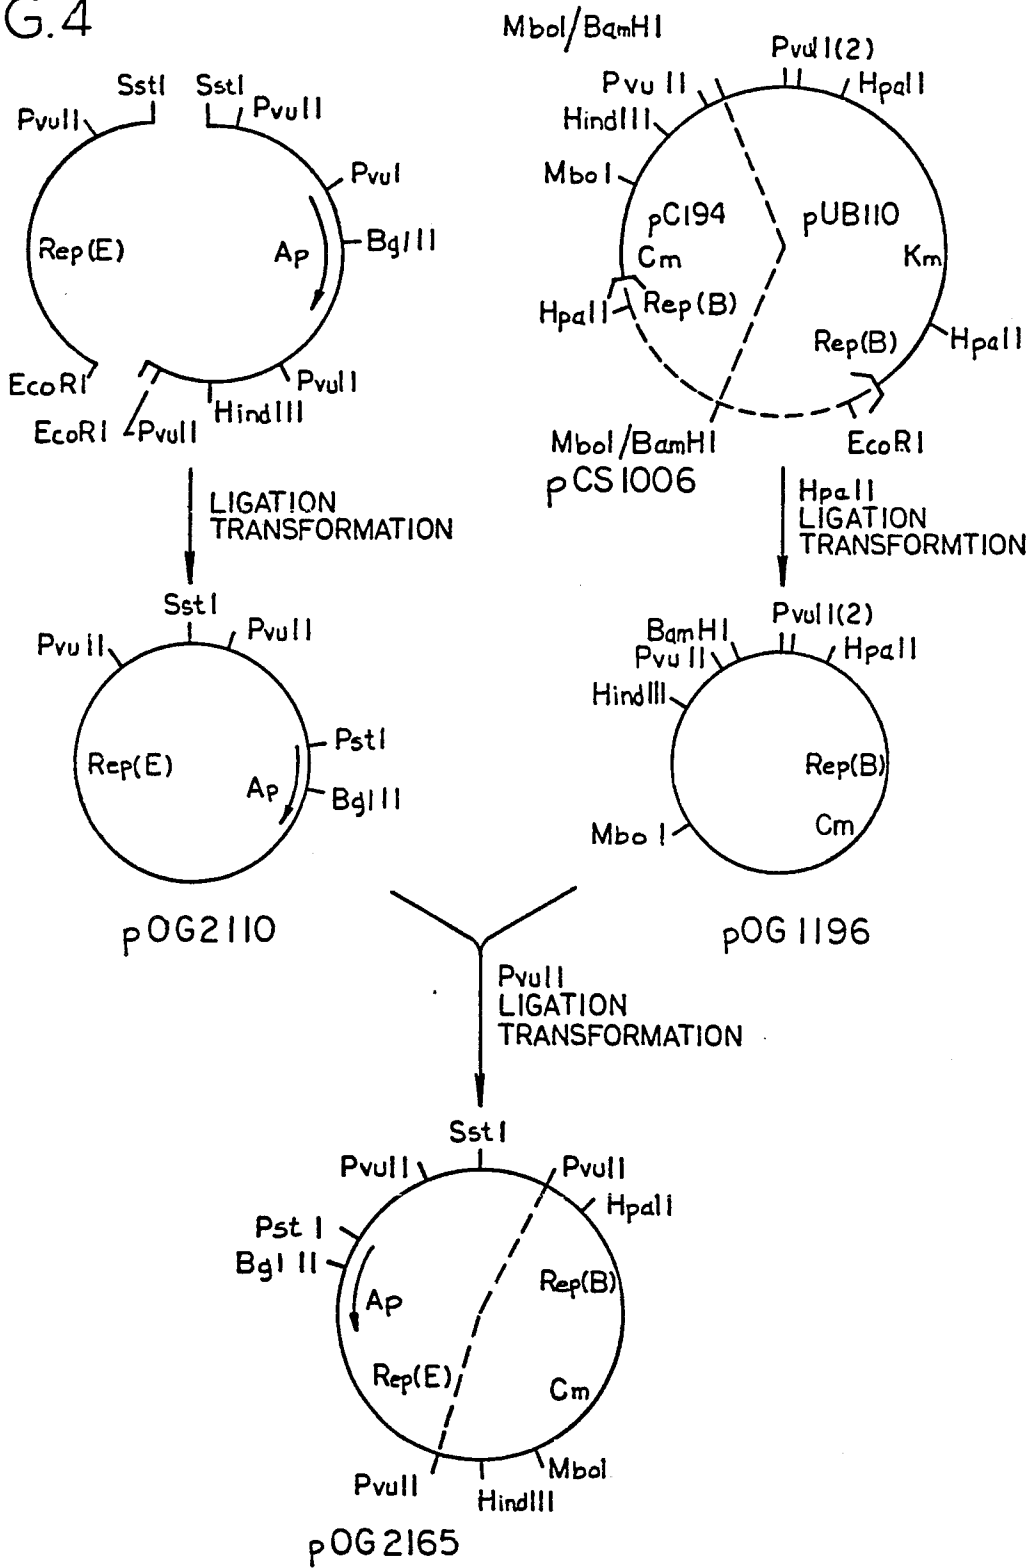 G.4
SstI
SstI
PvuII
PvuII
PvuI
BglII
Rep(E)
Ap
EcoRI
EcoRI
PvuII
HindIII
PvuII
LIGATION
TRANSFORMATION
MboI/BamHI
PvuII(2)
PvuII
HpaII
HindIII
MboI
pC194
pUB110
Cm
Km
HpaII
Rep(B)
Rep(B)
HpaII
MboI/BamHI
EcoRI
pCS1006
HpaII
LIGATION
TRANSFORMTION
SstI
PvuII
PvuII
PstI
Rep(E)
Ap
BglII
pOG2110
PvuII(2)
BamHI
PvuII
HpaII
HindIII
Rep(B)
Cm
MboI
pOG1196
PvuII
LIGATION
TRANSFORMATION
SstI
PvuII
PvuII
HpaII
PstI
BglII
Rep(B)
Ap
Rep(E)
Cm
PvuII
MboI
HindIII
pOG2165